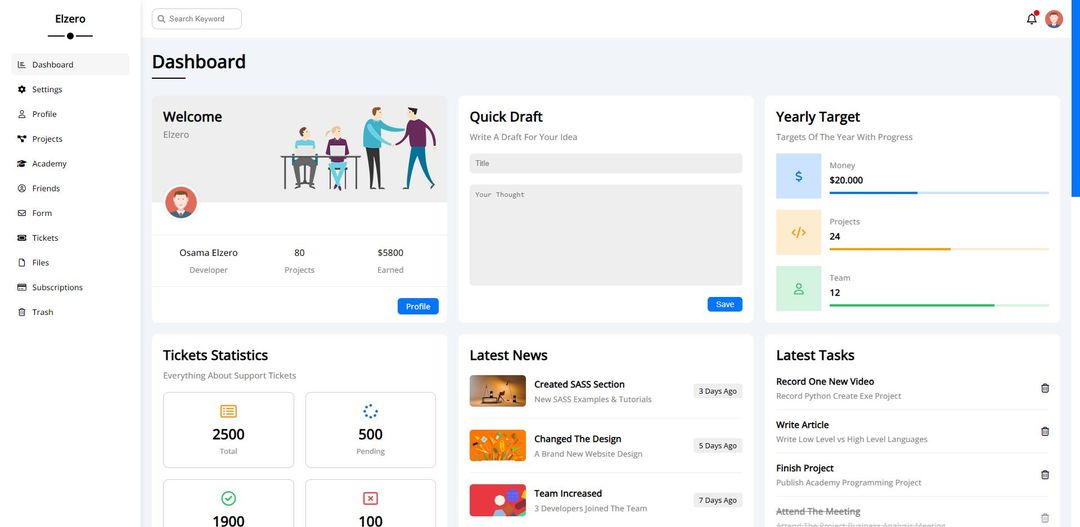 Elzero
Dashboard
Settings
Profile
Projects
Academy
Friends
Form
Tickets
Files
Subscriptions
Trash
Search Keyword
Dashboard
Welcome
Elzero
Osama Elzero
Developer
80
Projects
$5800
Earned
Profile
Quick Draft
Write A Draft For Your Idea
Title
Your Thought
Save
Yearly Target
Targets Of The Year With Progress
Money
$20.000
Projects
24
Team
12
Tickets Statistics
Everything About Support Tickets
2500
Total
500
Pending
1900
100
Latest News
Created SASS Section
New SASS Examples & Tutorials
3 Days Ago
Changed The Design
A Brand New Website Design
5 Days Ago
Team Increased
3 Developers Joined The Team
7 Days Ago
Latest Tasks
Record One New Video
Record Python Create Exe Project
Write Article
Write Low Level vs High Level Languages
Finish Project
Publish Academy Programming Project
Attend The Meeting
Attend The Project Business Analysis Meeting